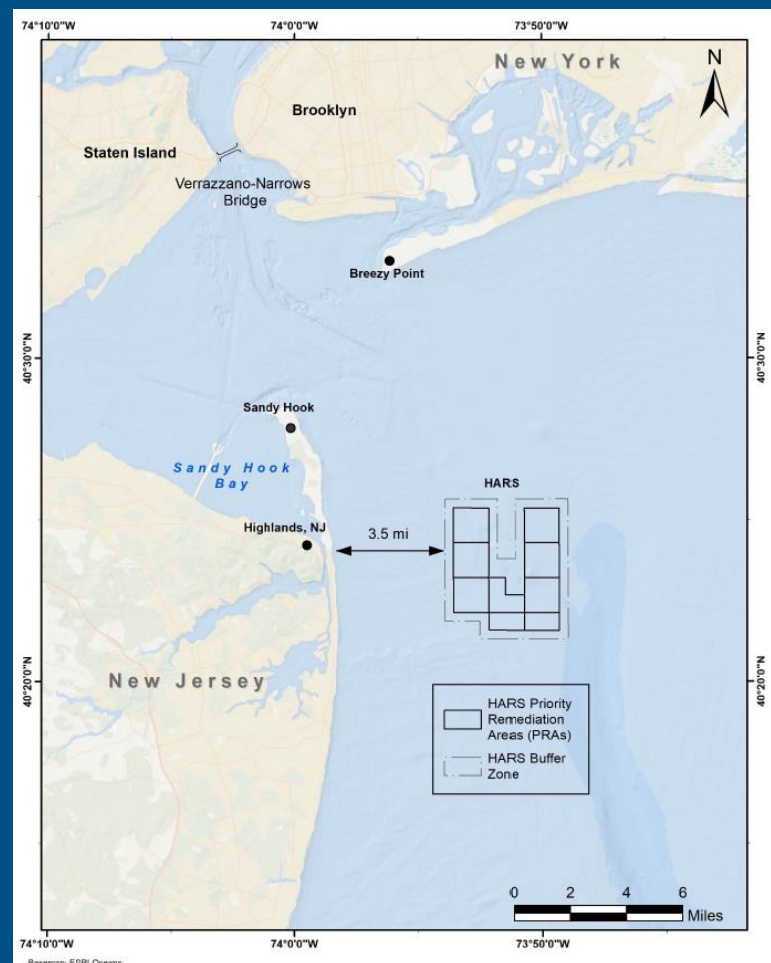 74°10'0"W
74°0'0"W
73°50'0"W
New York
N
Brooklyn
Staten Island
Verrazzano-Narrows
Bridge
Breezy Point
40°30'0"N
40°30'0"N
Sandy Hook
Sandy Hook
Bay
HARS
Highlands, NJ
3.5 mi
New Jersey
40°20'0"N
40°20'0"N
HARS Priority
Remediation
Areas (PRAs)
HARS Buffer
Zone
0 2 4 6
Miles
74°10'0"W
74°0'0"W
73°50'0"W
Basemap: ESRI Oceans